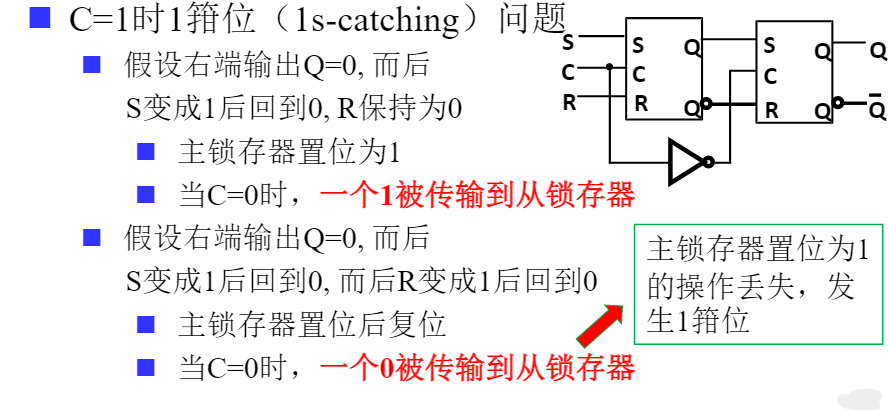 C=1时1箝位（1s-catching）问题
假设右端输出Q=0, 而后
S变成1后回到0, R保持为0
主锁存器置位为1
当C=0时，一个1被传输到从锁存器
假设右端输出Q=0, 而后
S变成1后回到0, 而后R变成1后回到0
主锁存器置位后复位
当C=0时，一个0被传输到从锁存器
主锁存器置位为1
的操作丢失，发
生1箝位
S S Q S Q Q
C C C
R R Q R Q Q̅